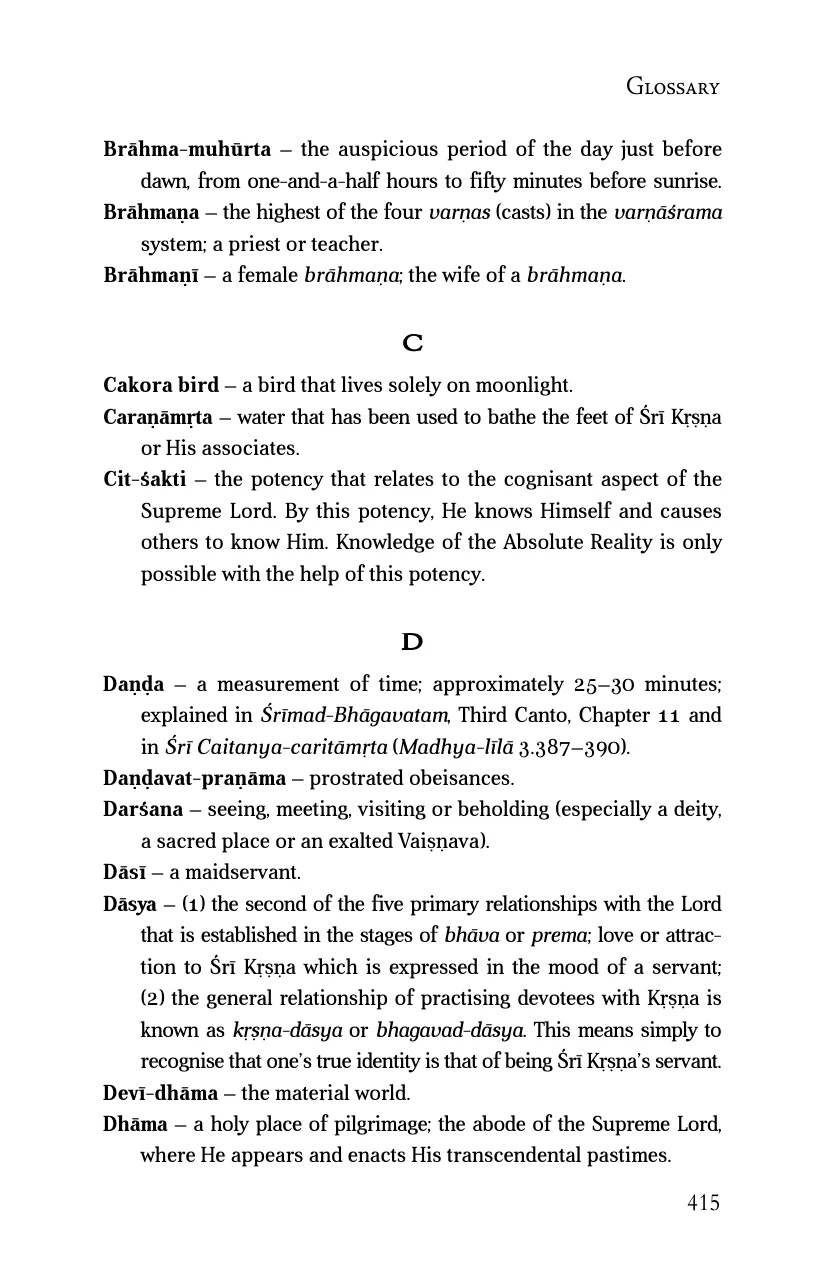 Glossary
Brāhma-muhūrta – the auspicious period of the day just before
dawn, from one-and-a-half hours to fifty minutes before sunrise.
Brāhmaṇa – the highest of the four varṇas (casts) in the varṇāśrama
system; a priest or teacher.
Brāhmaṇī – a female brāhmaṇa; the wife of a brāhmaṇa.
C
Cakora bird – a bird that lives solely on moonlight.
Caraṇāmṛta – water that has been used to bathe the feet of Śrī Kṛṣṇa
or His associates.
Cit-śakti – the potency that relates to the cognisant aspect of the
Supreme Lord. By this potency, He knows Himself and causes
others to know Him. Knowledge of the Absolute Reality is only
possible with the help of this potency.
D
Daṇḍa – a measurement of time; approximately 25–30 minutes;
explained in Śrīmad-Bhāgavatam, Third Canto, Chapter 11 and
in Śrī Caitanya-caritāmṛta (Madhya-līlā 3.387–390).
Daṇḍavat-praṇāma – prostrated obeisances.
Darśana – seeing, meeting, visiting or beholding (especially a deity,
a sacred place or an exalted Vaiṣṇava).
Dāsī – a maidservant.
Dāsya – (1) the second of the five primary relationships with the Lord
that is established in the stages of bhāva or prema; love or attrac-
tion to Śrī Kṛṣṇa which is expressed in the mood of a servant;
(2) the general relationship of practising devotees with Kṛṣṇa is
known as kṛṣṇa-dāsya or bhagavad-dāsya. This means simply to
recognise that one’s true identity is that of being Śrī Kṛṣṇa’s servant.
Devī-dhāma – the material world.
Dhāma – a holy place of pilgrimage; the abode of the Supreme Lord,
where He appears and enacts His transcendental pastimes.
415